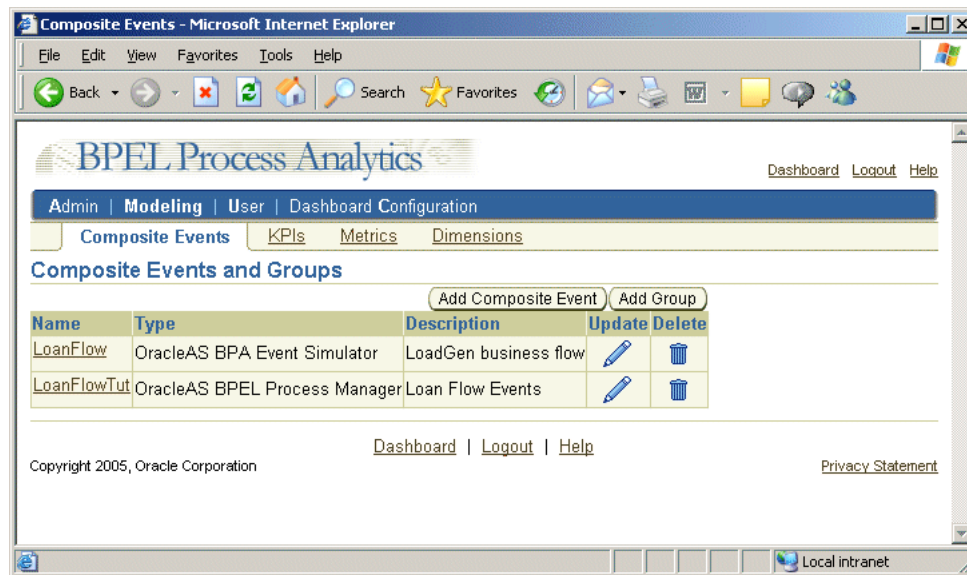 Composite Events - Microsoft Internet Explorer
File Edit View Favorites Tools Help
Back Search Favorites
BPEL Process Analytics
Dashboard Logout Help
Admin | Modeling | User | Dashboard Configuration
Composite Events KPIs Metrics Dimensions
Composite Events and Groups
Add Composite Event Add Group
Name Type Description Update Delete
LoanFlow OracleAS BPA Event Simulator LoadGen business flow
LoanFlowTut OracleAS BPEL Process Manager Loan Flow Events
Dashboard | Logout | Help
Copyright 2005, Oracle Corporation Privacy Statement
Local intranet